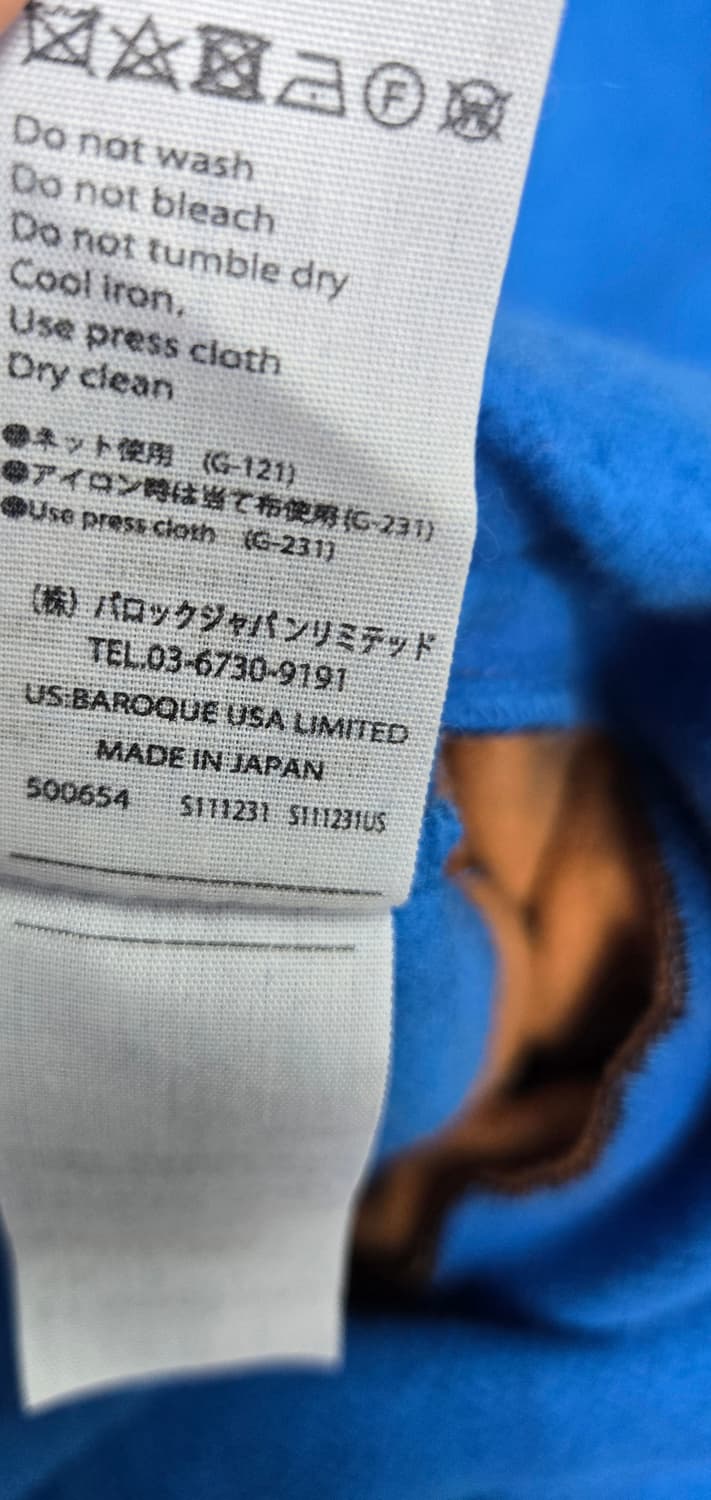 F
W
Do not wash
Do not bleach
Do not tumble dry
Cool iron,
Use press cloth
Dry clean
●ネット使用 (G-121)
●アイロン時は当て布使用(G-231)
●Use press cloth (G-231)
(株) バロックジャパンリミテッド
TEL.03-6730-9191
US:BAROQUE USA LIMITED
MADE IN JAPAN
500654 S111231 S111231US